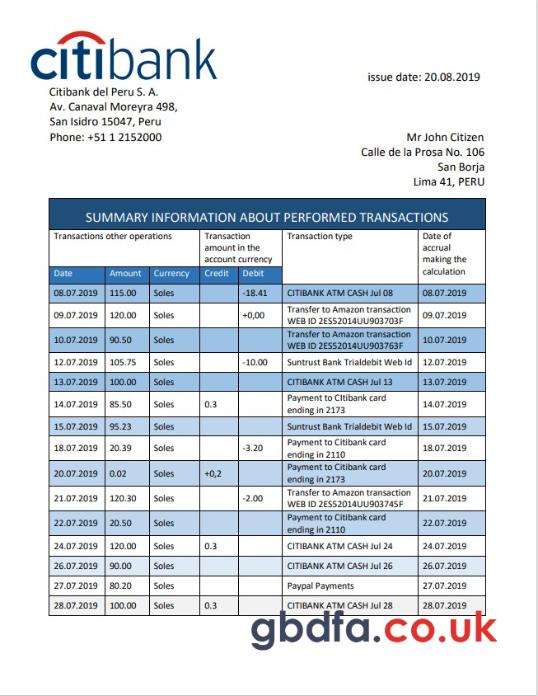 citibank
issue date: 20.08.2019
Citibank del Peru S. A.
Av. Canaval Moreyra 498,
San Isidro 15047, Peru
Phone: +51 1 2152000
Mr John Citizen
Calle de la Prosa No. 106
San Borja
Lima 41, PERU
SUMMARY INFORMATION ABOUT PERFORMED TRANSACTIONS
Transactions other operations
Transaction
amount in the
account currency
Transaction type
Date of
accrual
making the
calculation
Date Amount Currency Credit Debit
08.07.2019 115.00 Soles -18.41 CITIBANK ATM CASH Jul 08 08.07.2019
09.07.2019 120.00 Soles +0,00 Transfer to Amazon transaction 09.07.2019
WEB ID 2ES52014UU903703F
10.07.2019 90.50 Soles Transfer to Amazon transaction 10.07.2019
WEB ID 2ES52014UU903763F
12.07.2019 105.75 Soles -10.00 Suntrust Bank Trialdebit Web Id 12.07.2019
13.07.2019 100.00 Soles CITIBANK ATM CASH Jul 13 13.07.2019
14.07.2019 85.50 Soles 0.3 Payment to Citibank card 14.07.2019
ending in 2173
15.07.2019 95.23 Soles Suntrust Bank Trialdebit Web Id 15.07.2019
18.07.2019 20.39 Soles -3.20 Payment to Citibank card 18.07.2019
ending in 2110
20.07.2019 0.02 Soles +0,2 Payment to Citibank card 20.07.2019
ending in 2173
21.07.2019 120.30 Soles -2.00 Transfer to Amazon transaction 21.07.2019
WEB ID 2ES52014UU903745F
22.07.2019 20.50 Soles Payment to Citibank card 22.07.2019
ending in 2110
24.07.2019 120.00 Soles 0.3 CITIBANK ATM CASH Jul 24 24.07.2019
26.07.2019 90.00 Soles CITIBANK ATM CASH Jul 26 26.07.2019
27.07.2019 80.20 Soles Paypal Payments 27.07.2019
28.07.2019 100.00 Soles 0.3 CITIBANK ATM CASH Jul 28 28.07.2019
gbdfa.co.uk